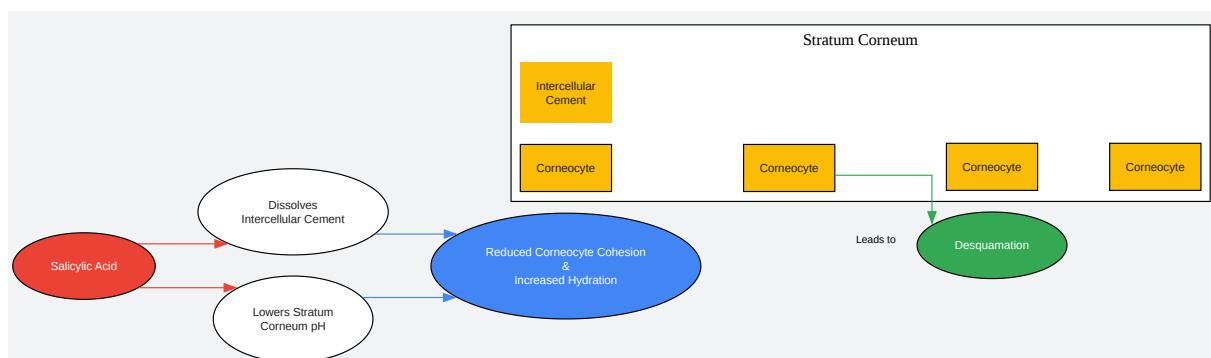 Stratum Corneum
Intercellular
Cement
Corneocyte
Corneocyte
Corneocyte
Corneocyte
Dissolves
Intercellular Cement
Salicylic Acid
Lowers Stratum
Corneum pH
Reduced Corneocyte Cohesion
&
Increased Hydration
Leads to
Desquamation